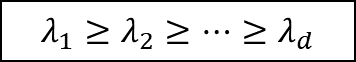 λ₁ ≥ λ₂ ≥ ⋯ ≥ λ_d